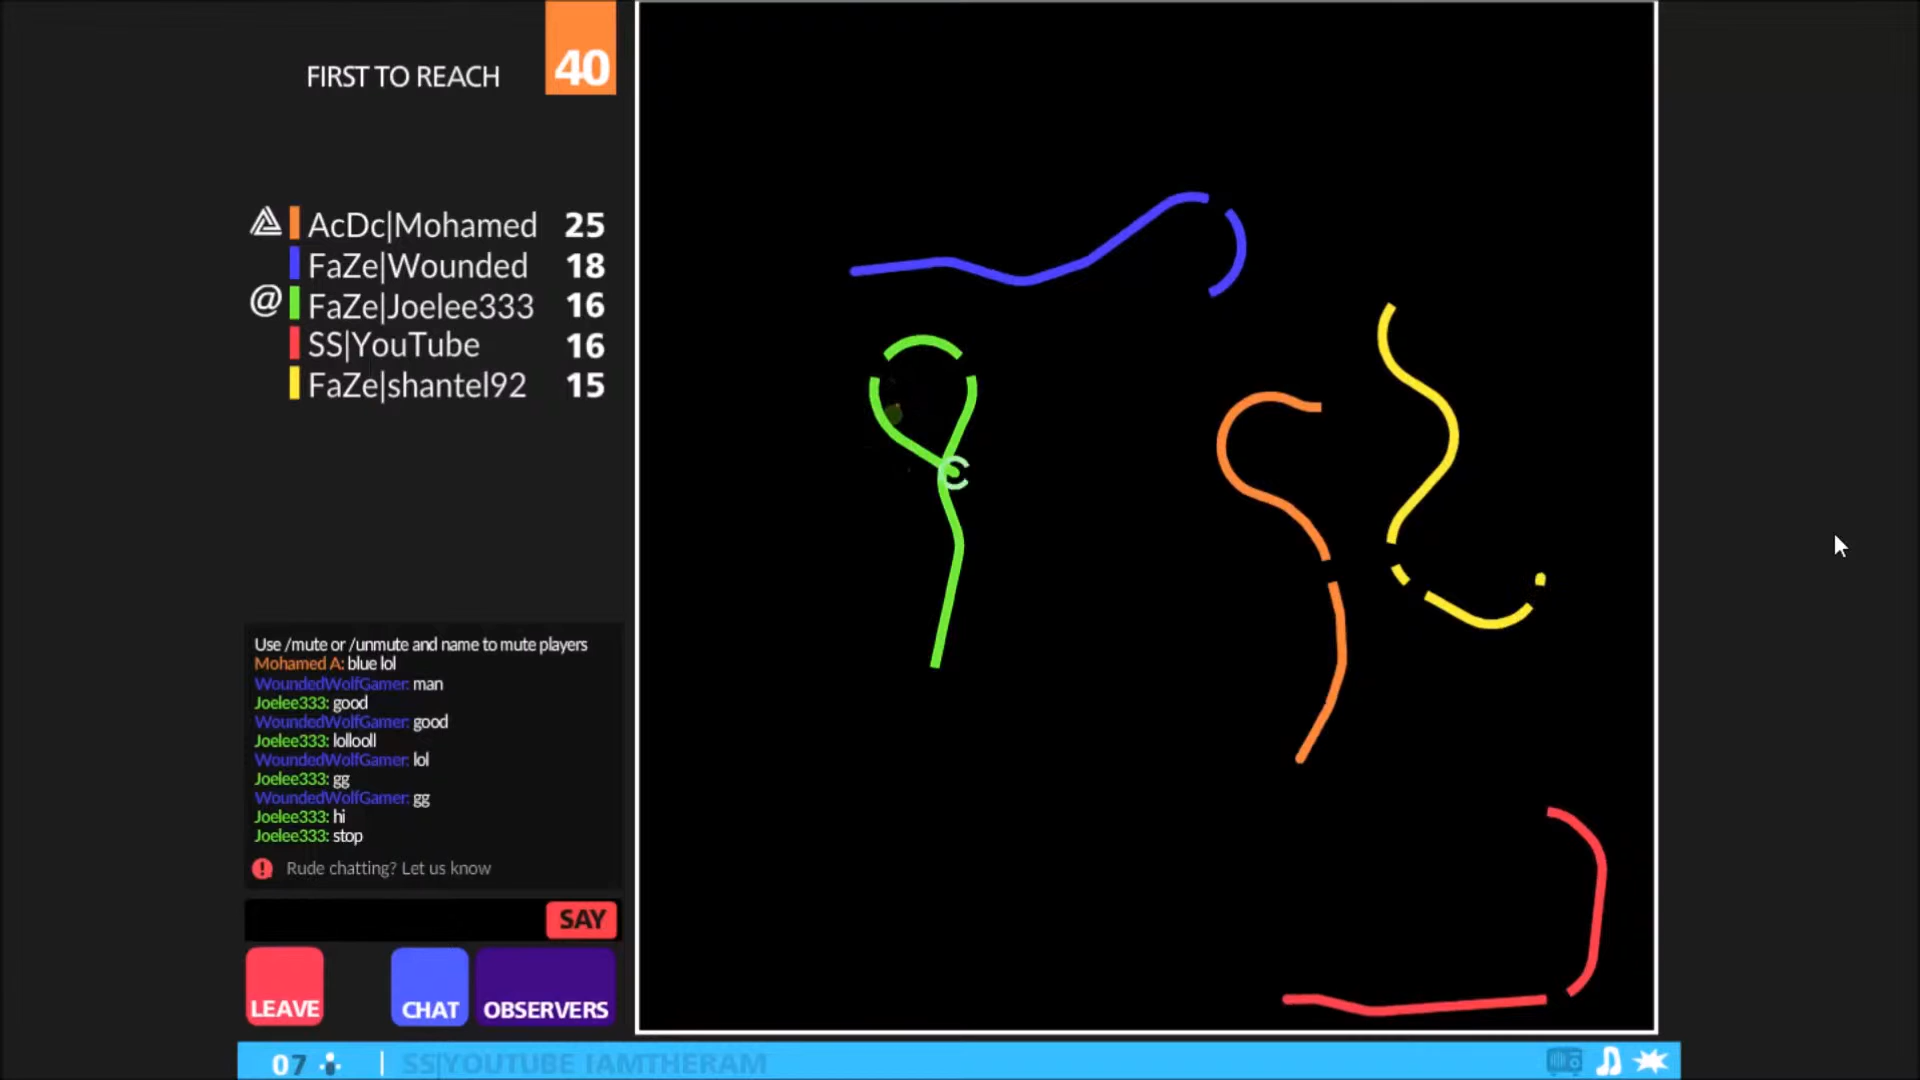 FIRST TO REACH 40
AcDc|Mohamed 25
FaZe|Wounded 18
@ FaZe|Joelee333 16
SS|YouTube 16
FaZe|shantel92 15
Use /mute or /unmute and name to mute players
Mohamed A: blue lol
WoundedWolfGamer: man
Joelee333: good
WoundedWolfGamer: good
Joelee333: lollooll
WoundedWolfGamer: lol
Joelee333: gg
WoundedWolfGamer: gg
Joelee333: hi
Joelee333: stop
! Rude chatting? Let us know
SAY
LEAVE CHAT OBSERVERS
07 SS|YOUTUBE IAMTHERAM